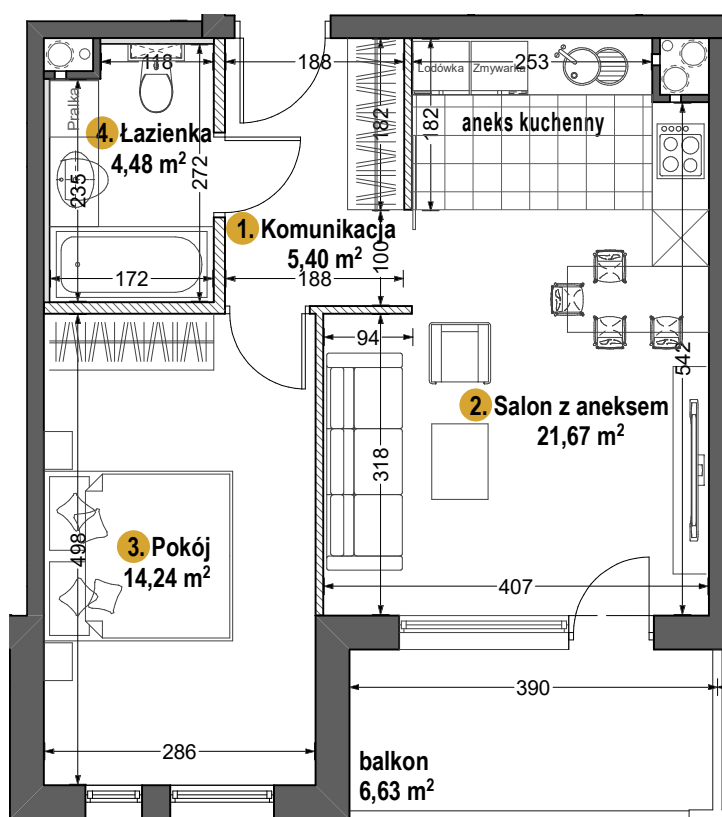 118
188
253
Lodówka
Zmywarka
Pralka
4. Łazienka
4,48 m²
aneks kuchenny
182
182
235
272
1. Komunikacja
5,40 m²
100
172
188
94
542
2. Salon z aneksem
21,67 m²
318
498
3. Pokój
14,24 m²
407
390
286
balkon
6,63 m²